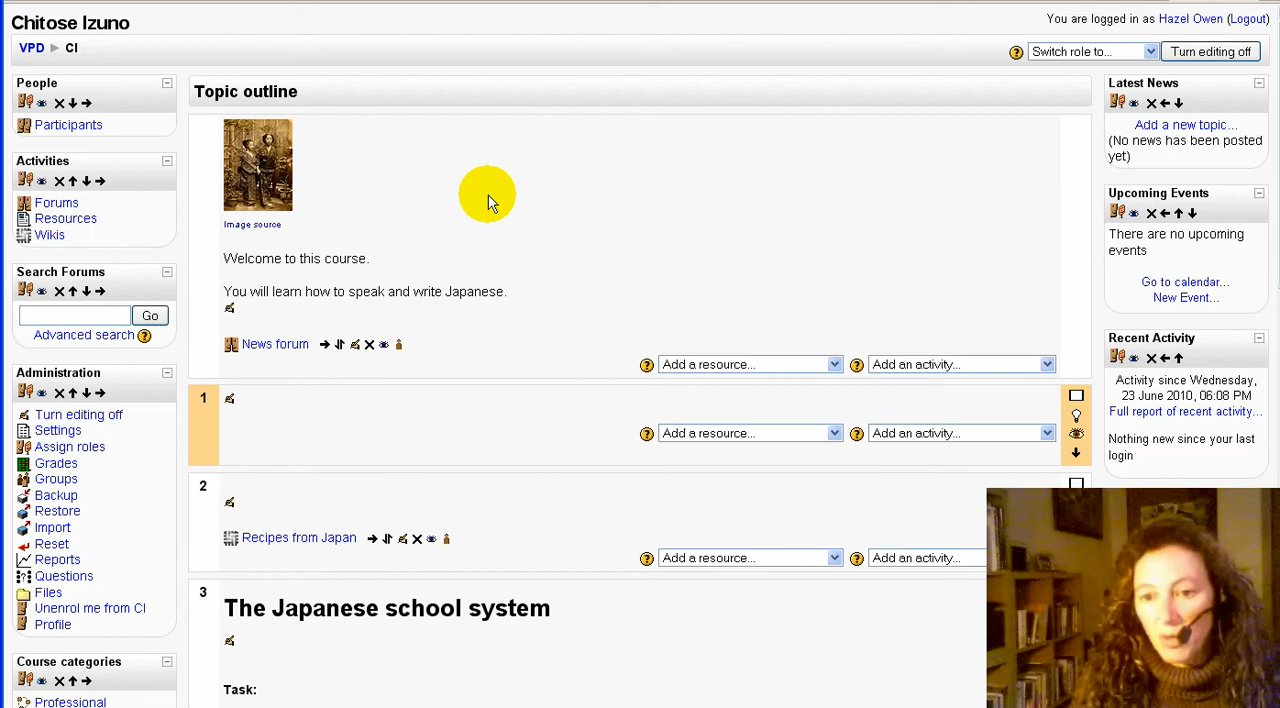 Chitose Izuno
You are logged in as Hazel Owen (Logout)
VPD ► CI
Switch role to...
Turn editing off
People
Participants
Activities
Forums
Resources
Wikis
Search Forums
Go
Advanced search
Administration
Turn editing off
Settings
Assign roles
Grades
Groups
Backup
Restore
Import
Reset
Reports
Questions
Files
Unenrol me from CI
Profile
Course categories
Professional
Topic outline
Image source
Welcome to this course.
You will learn how to speak and write Japanese.
News forum
Add a resource...
Add an activity...
1
Add a resource...
Add an activity...
2
Recipes from Japan
Add a resource...
Add an activity...
3
The Japanese school system
Task:
Latest News
Add a new topic...
(No news has been posted
yet)
Upcoming Events
There are no upcoming
events
Go to calendar...
New Event...
Recent Activity
Activity since Wednesday,
23 June 2010, 06:08 PM
Full report of recent activity...
Nothing new since your last
login